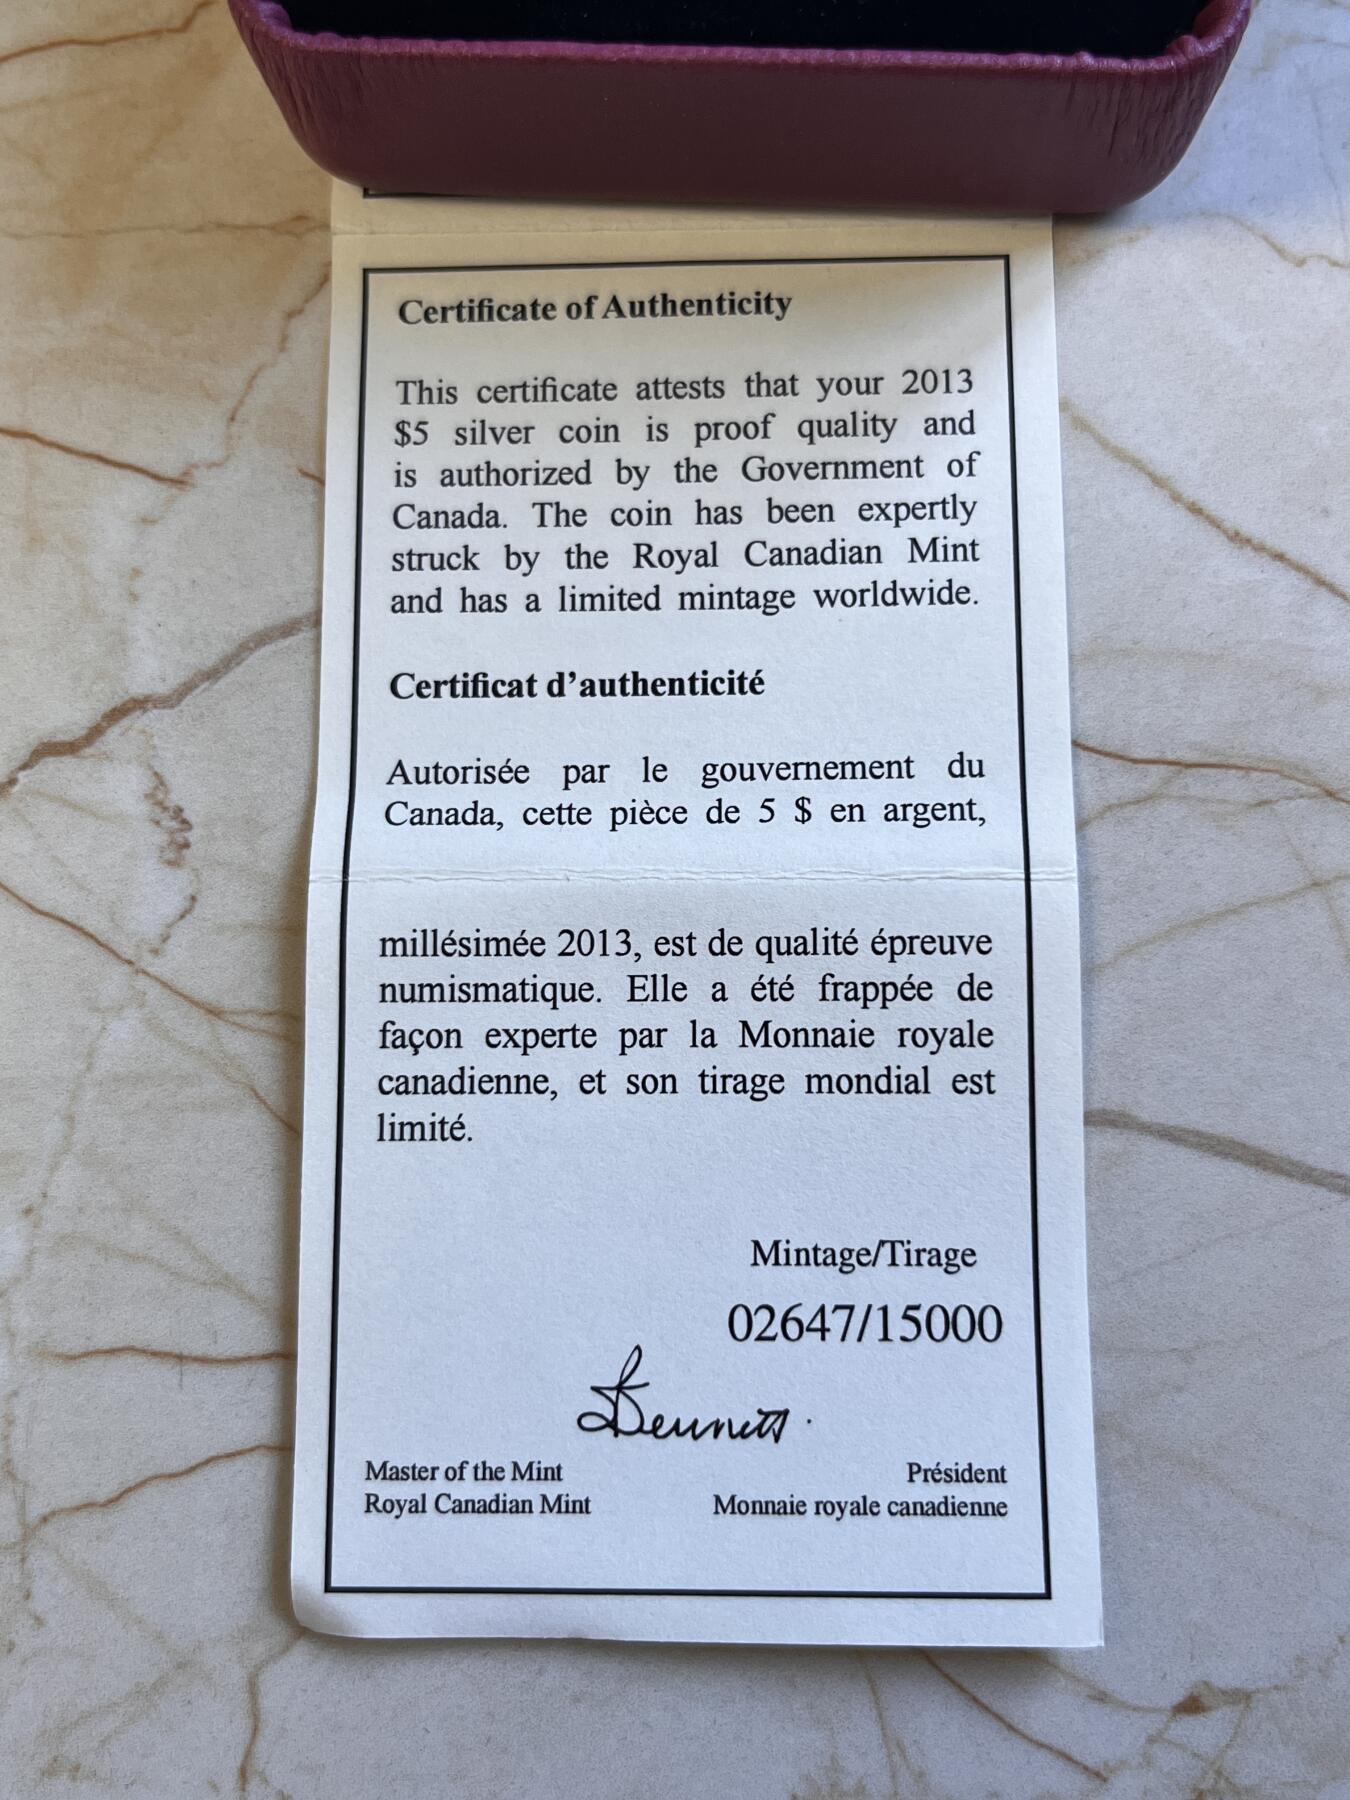 Certificate of Authenticity
This certificate attests that your 2013
$5 silver coin is proof quality and
is authorized by the Government of
Canada. The coin has been expertly
struck by the Royal Canadian Mint
and has a limited mintage worldwide.
Certificat d’authenticité
Autorisée par le gouvernement du
Canada, cette pièce de 5 $ en argent,
millésimée 2013, est de qualité épreuve
numismatique. Elle a été frappée de
façon experte par la Monnaie royale
canadienne, et son tirage mondial est
limité.
Mintage/Tirage
02647/15000
Bennett
Master of the Mint
Royal Canadian Mint
Président
Monnaie royale canadienne